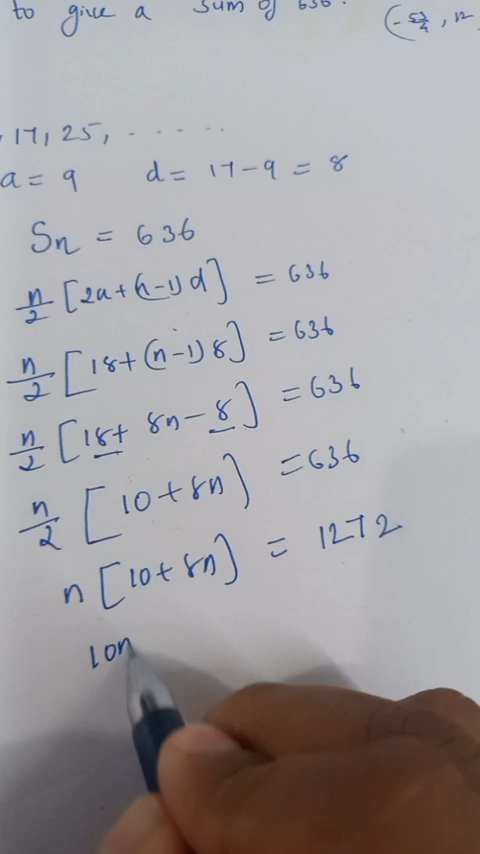 to give a sum of 636.
(-53/4, 12
, 17, 25, ......
a = 9 d = 17-9 = 8
Sn = 636
n/2 [2a+(n-1)d] = 636
n/2 [18+(n-1)8] = 636
n/2 [18+ 8n-8] = 636
n/2 [10+8n] = 636
n [10+8n] = 1272
10n